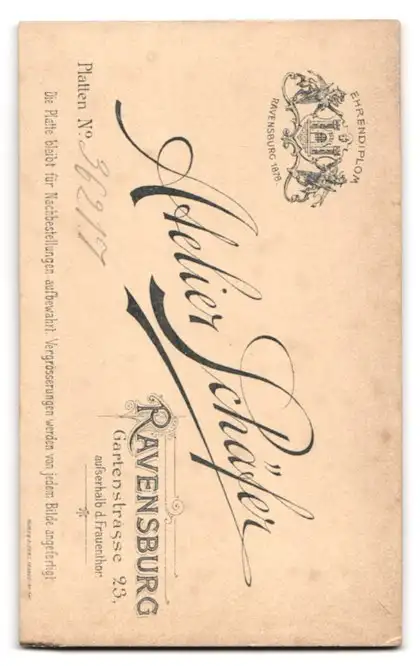 EHRENDIPLOM
RAVENSBURG 1878
Atelier Schäfer
RAVENSBURG
Gartenstrasse 23,
außerhalb d. Frauenthor.
Platten No. 36217
Die Platte bleibt für Nachbestellungen aufbewahrt. Vergrösserungen werden von jedem Bilde angefertigt.